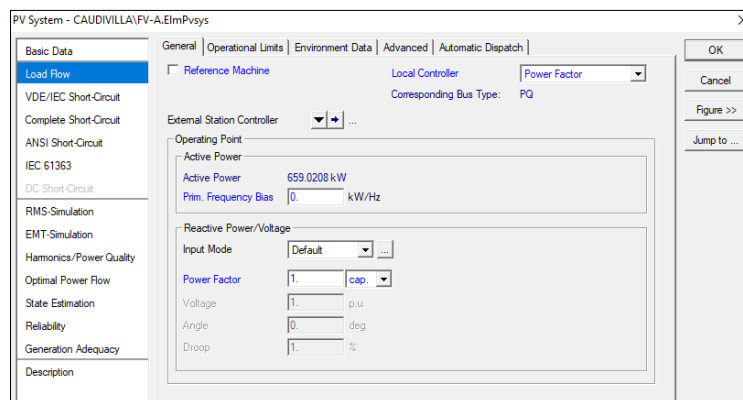 PV System - CAUDIVILLA\FV-A.ElmPvsys
Basic Data
Load Flow
VDE/IEC Short-Circuit
Complete Short-Circuit
ANSI Short-Circuit
IEC 61363
DC Short-Circuit
RMS-Simulation
EMT-Simulation
Harmonics/Power Quality
Optimal Power Flow
State Estimation
Reliability
Generation Adequacy
Description
General Operational Limits Environment Data Advanced Automatic Dispatch
Reference Machine Local Controller Power Factor
Corresponding Bus Type: PQ
External Station Controller ...
Operating Point
Active Power
Active Power 659.0208 kW
Prim. Frequency Bias 0. kW/Hz
Reactive Power/Voltage
Input Mode Default ...
Power Factor 1. cap.
Voltage 1. p.u.
Angle 0. deg
Droop 1. %
OK
Cancel
Figure >>
Jump to ...